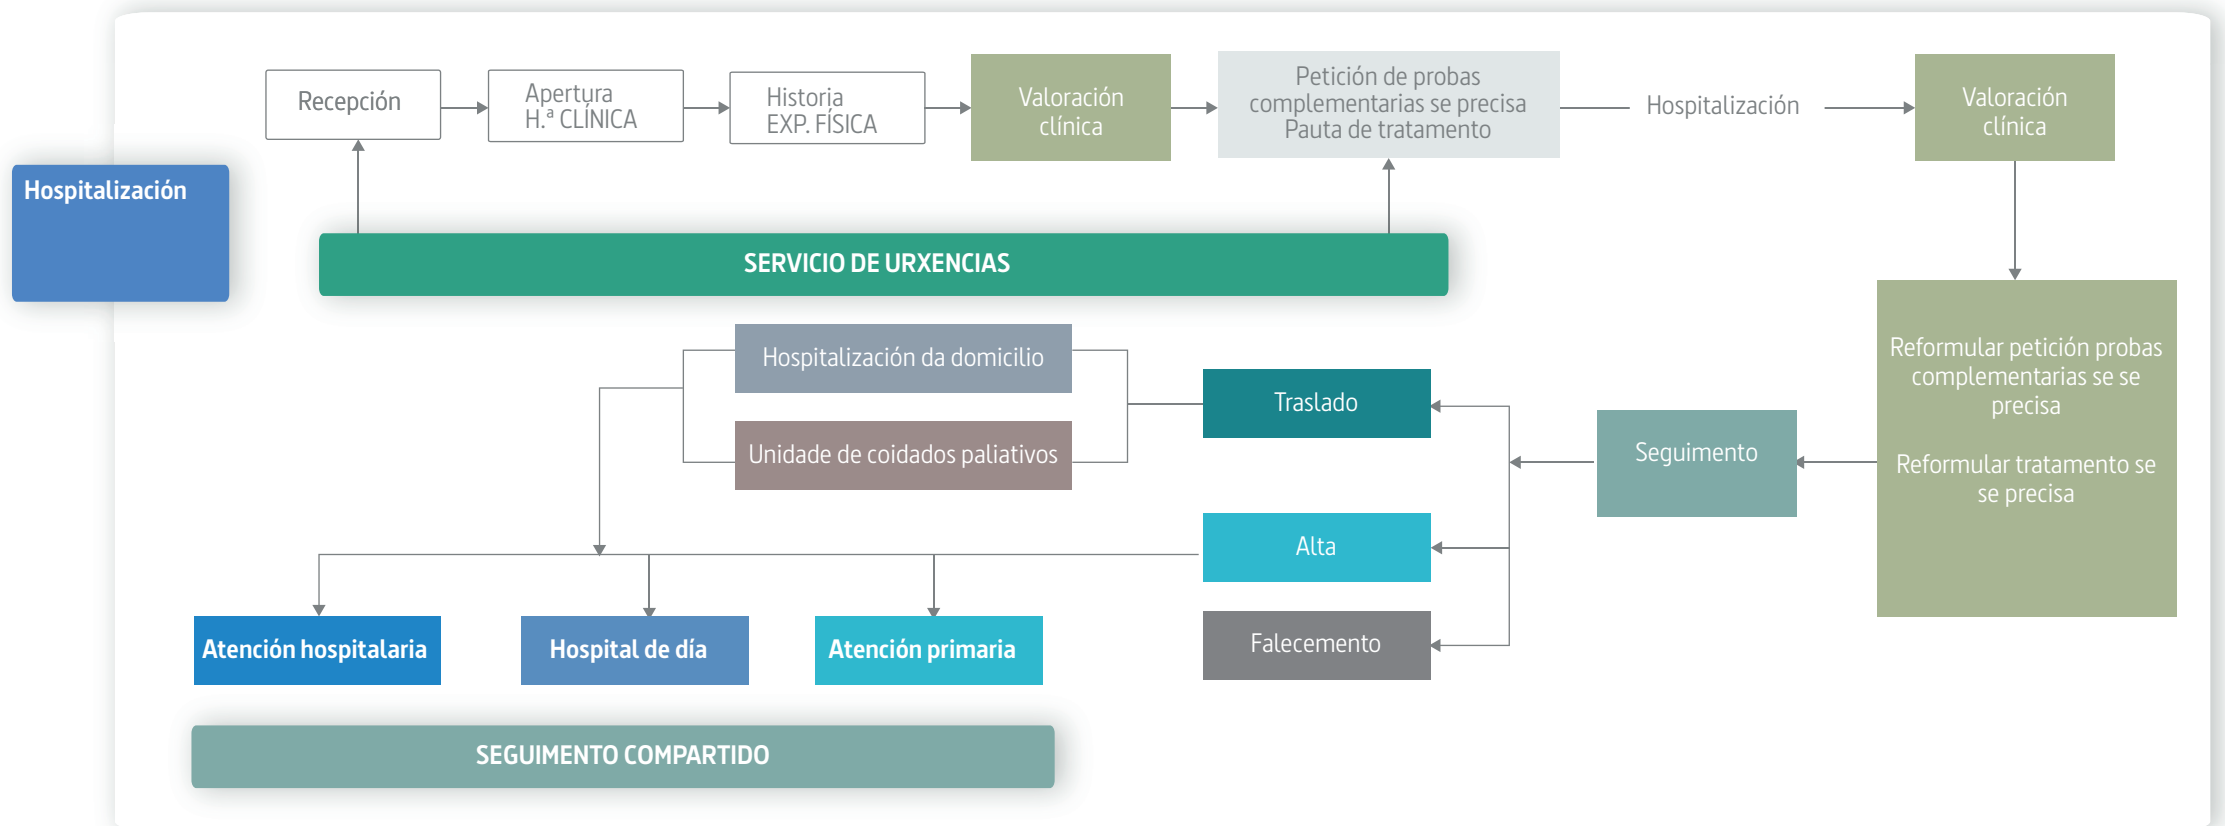 Recepción
Apertura
H.ª CLÍNICA
Historia
EXP. FÍSICA
Valoración
clínica
Petición de probas
complementarias se precisa
Pauta de tratamento
Hospitalización
Valoración
clínica
Hospitalización
SERVICIO DE URXENCIAS
Reformular petición probas
complementarias se se
precisa
Reformular tratamento se
se precisa
Seguimento
Traslado
Alta
Falecemento
Hospitalización da domicilio
Unidade de coidados paliativos
Atención hospitalaria
Hospital de día
Atención primaria
SEGUIMENTO COMPARTIDO